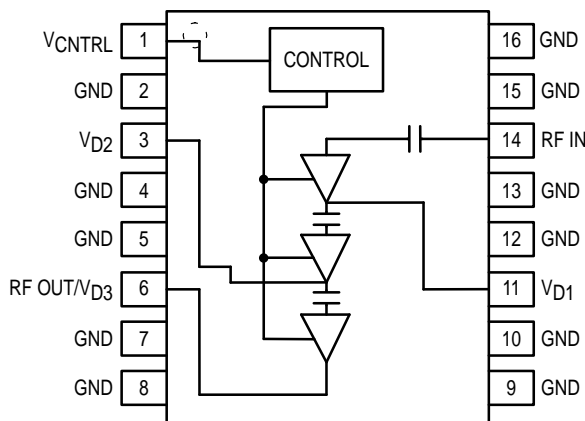 VCNTRL 1 16 GND
CONTROL
GND 2 15 GND
VD2 3 14 RF IN
GND 4 13 GND
GND 5 12 GND
RF OUT/VD3 6 11 VD1
GND 7 10 GND
GND 8 9 GND